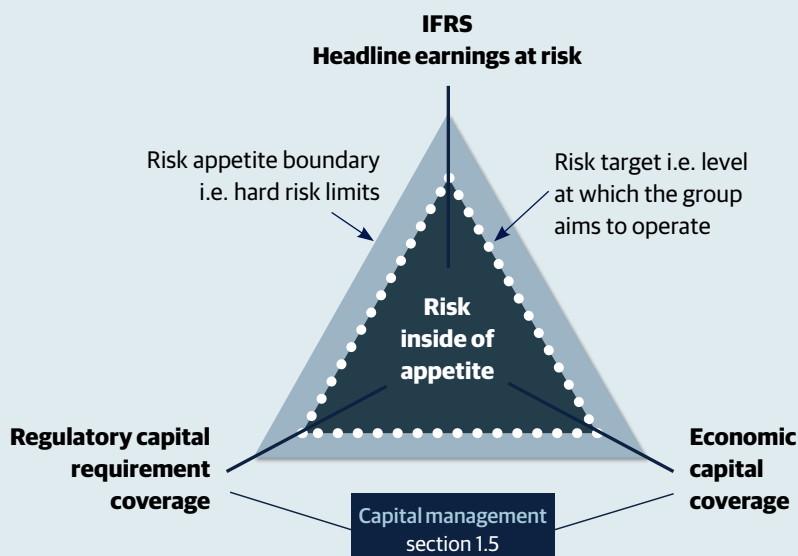 IFRS
Headline earnings at risk
Risk appetite boundary
i.e. hard risk limits
Risk target i.e. level
at which the group
aims to operate
Risk
inside of
appetite
Regulatory capital
requirement
coverage
Economic
capital
coverage
Capital management
section 1.5